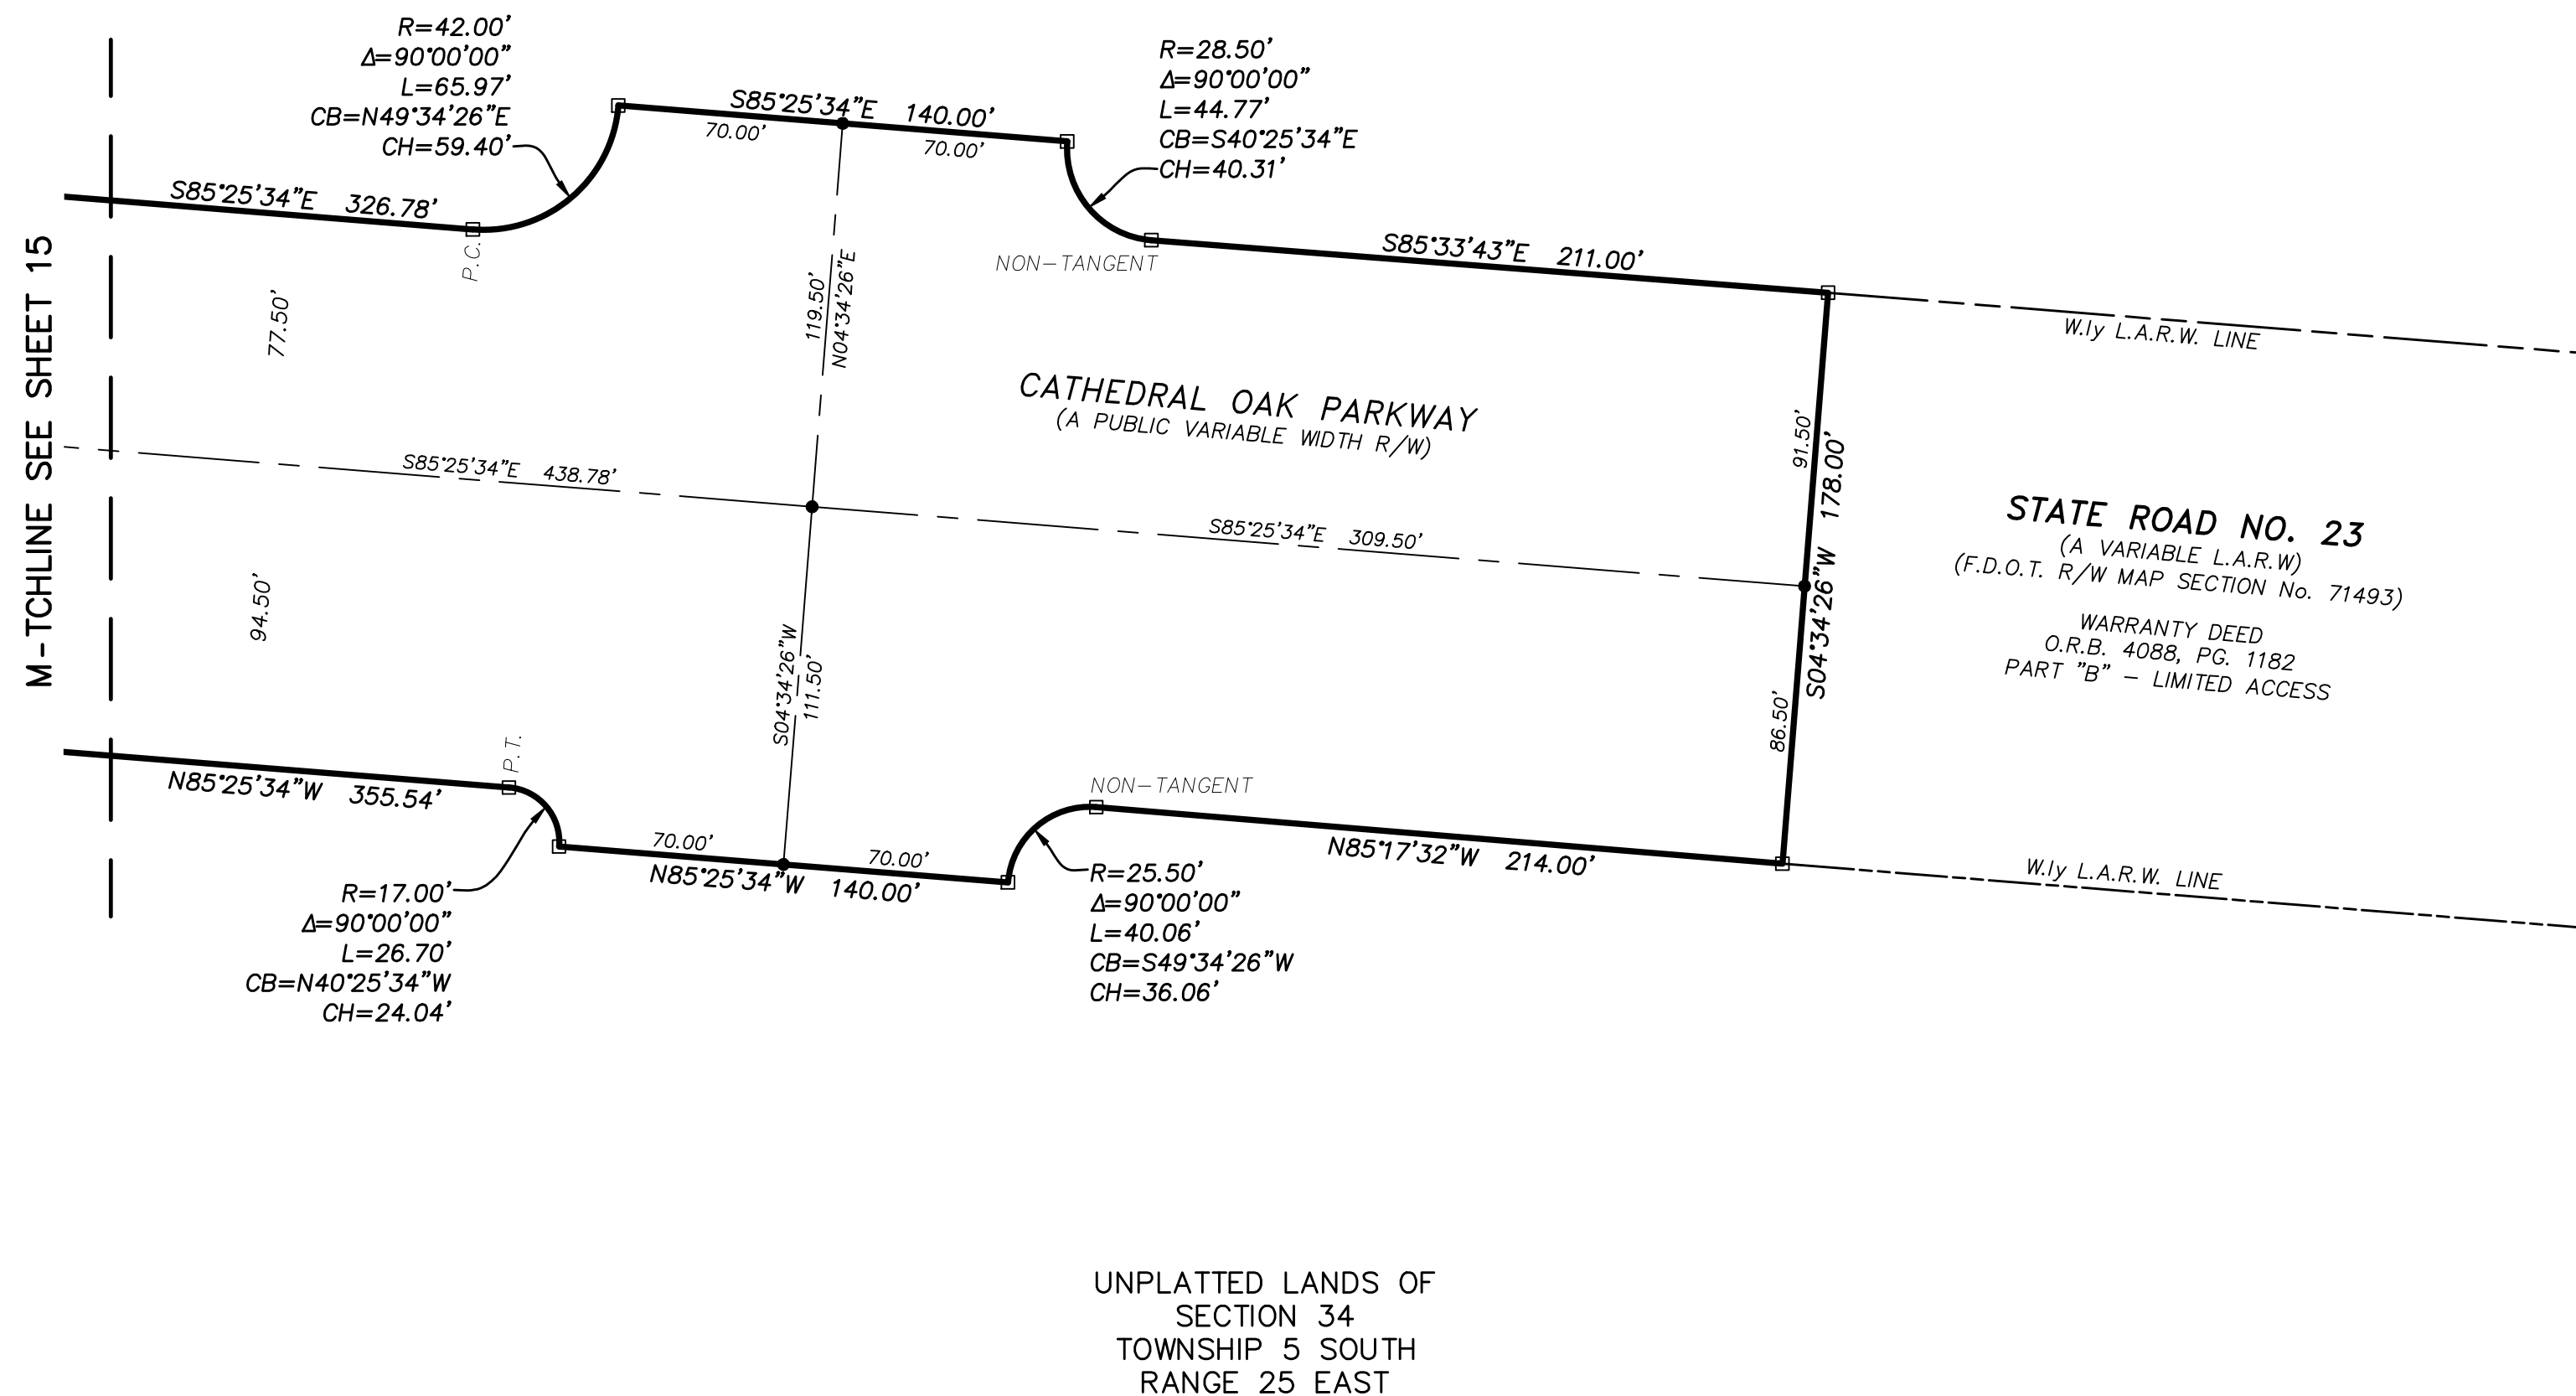 R=42.00'
Δ=90°00'00"
L=65.97'
CB=N49°34'26"E
CH=59.40'
R=28.50'
Δ=90°00'00"
L=44.77'
CB=S40°25'34"E
CH=40.31'
S85°25'34"E 140.00'
70.00'
70.00'
S85°25'34"E 326.78'
P.C.
NON-TANGENT
S85°33'43"E 211.00'
W.ly L.A.R.W. LINE
M-TCHLINE SEE SHEET 15
77.50'
119.50'
N04°34'26"E
CATHEDRAL OAK PARKWAY
(A PUBLIC VARIABLE WIDTH R/W)
91.50'
S04°34'26"W 178.00'
S85°25'34"E 438.78'
S85°25'34"E 309.50'
STATE ROAD NO. 23
(A VARIABLE L.A.R.W)
(F.D.O.T. R/W MAP SECTION No. 71493)
WARRANTY DEED
O.R.B. 4088, PG. 1182
PART "B" - LIMITED ACCESS
94.50'
S04°34'26"W
111.50'
86.50'
P.T.
NON-TANGENT
N85°25'34"W 355.54'
70.00'
70.00'
N85°25'34"W 140.00'
N85°17'32"W 214.00'
W.ly L.A.R.W. LINE
R=17.00'
Δ=90°00'00"
L=26.70'
CB=N40°25'34"W
CH=24.04'
R=25.50'
Δ=90°00'00"
L=40.06'
CB=S49°34'26"W
CH=36.06'
UNPLATTED LANDS OF
SECTION 34
TOWNSHIP 5 SOUTH
RANGE 25 EAST